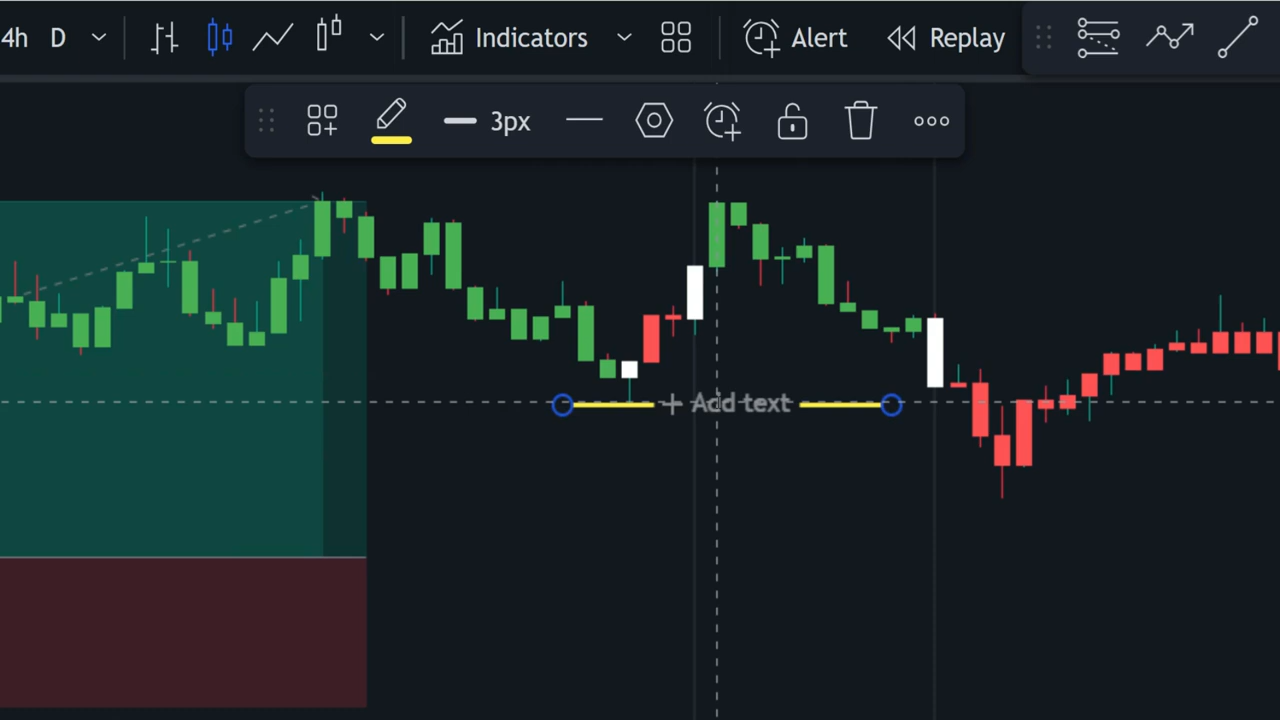 4h D Indicators Alert Replay
3px
+ Add text